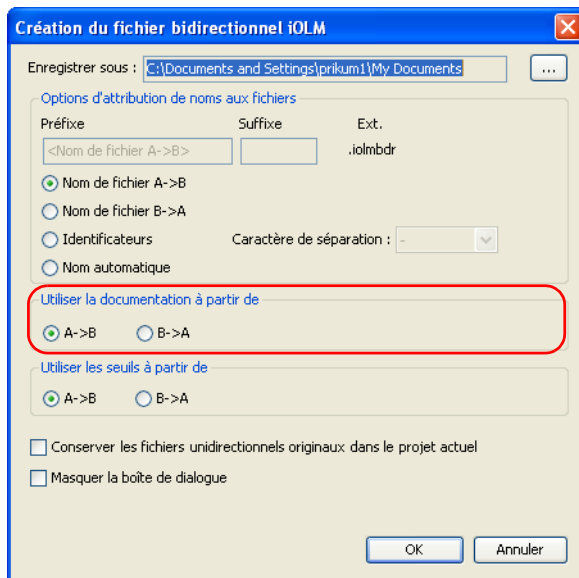 Création du fichier bidirectionnel iOLM
Enregistrer sous : C:\Documents and Settings\prikum1\My Documents ...
Options d'attribution de noms aux fichiers
Préfixe Suffixe Ext.
<Nom de fichier A->B> .iolmbdr
Nom de fichier A->B
Nom de fichier B->A
Identificateurs Caractère de séparation : -
Nom automatique
Utiliser la documentation à partir de
A->B B->A
Utiliser les seuils à partir de
A->B B->A
Conserver les fichiers unidirectionnels originaux dans le projet actuel
Masquer la boîte de dialogue
OK Annuler